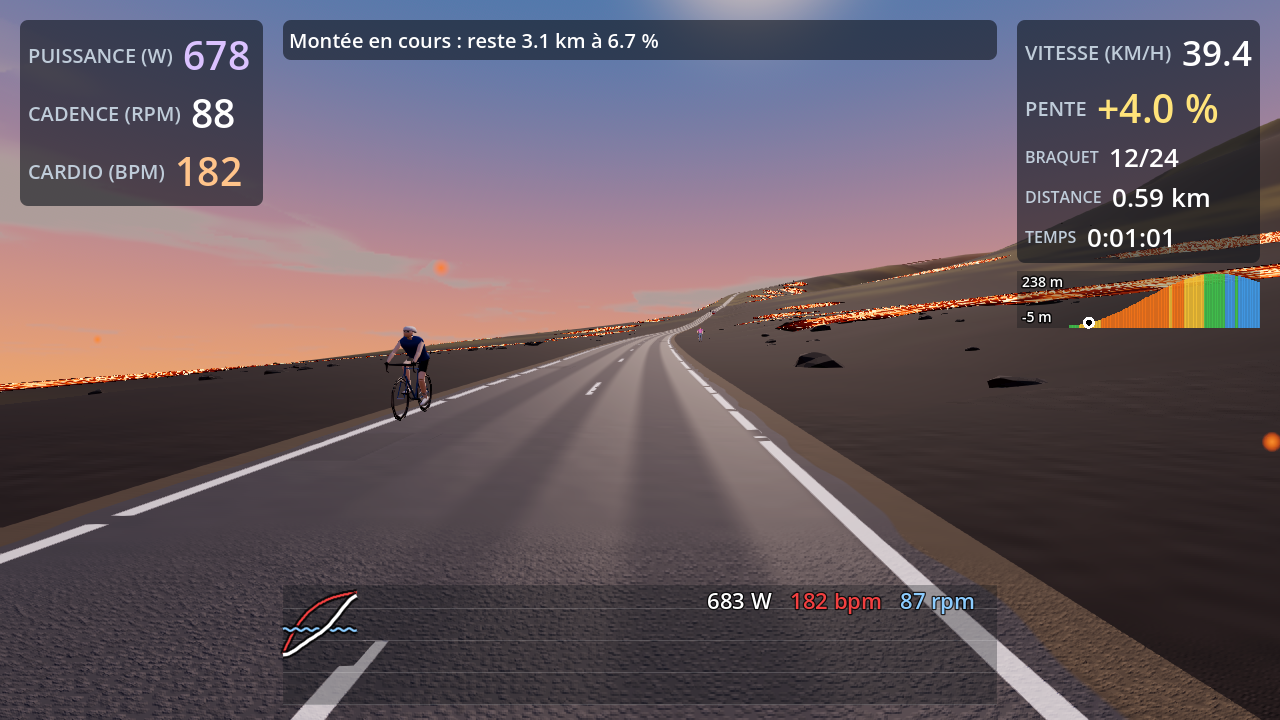 PUISSANCE (W) 678
CADENCE (RPM) 88
CARDIO (BPM) 182
Montée en cours : reste 3.1 km à 6.7 %
VITESSE (KM/H) 39.4
PENTE +4.0 %
BRAQUET 12/24
DISTANCE 0.59 km
TEMPS 0:01:01
238 m
-5 m
683 W 182 bpm 87 rpm